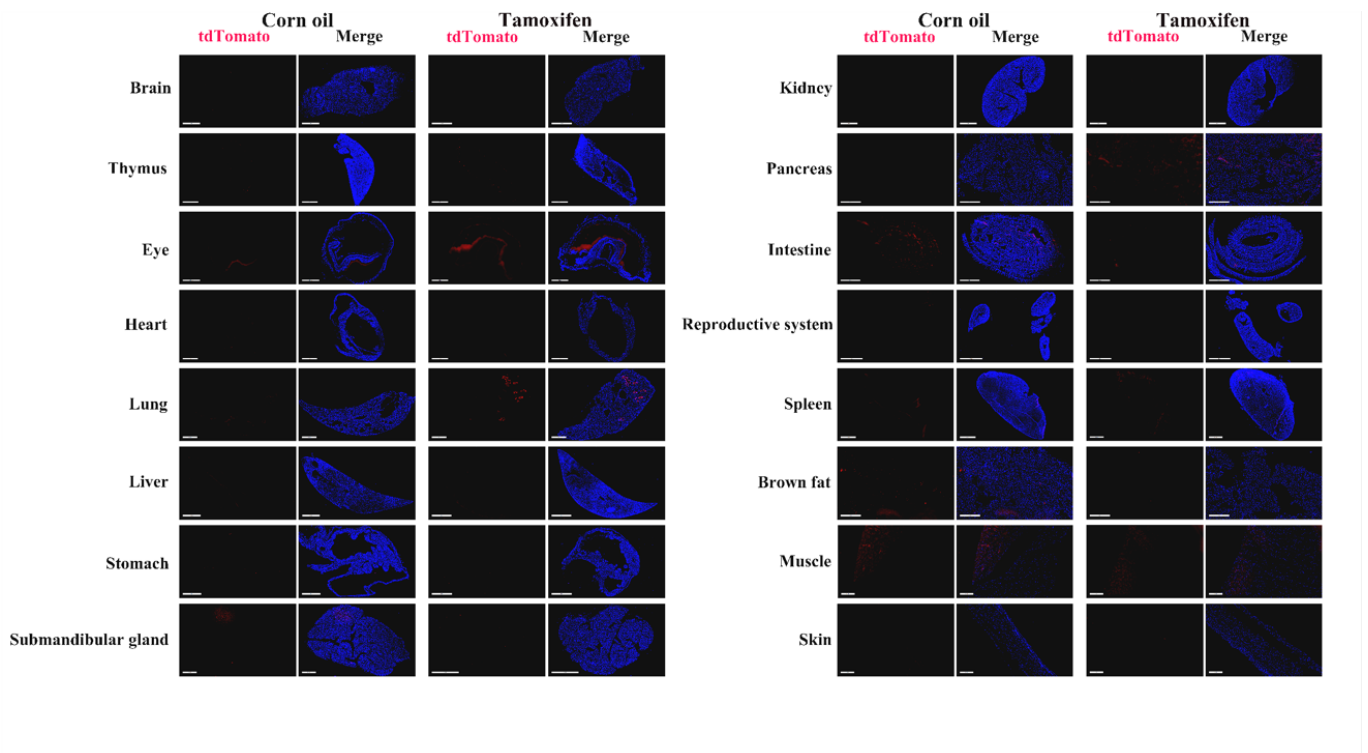 Corn oil Tamoxifen Corn oil Tamoxifen
tdTomato Merge tdTomato Merge tdTomato Merge tdTomato Merge
Brain Kidney
Thymus Pancreas
Eye Intestine
Heart Reproductive system
Lung Spleen
Liver Brown fat
Stomach Muscle
Submandibular gland Skin